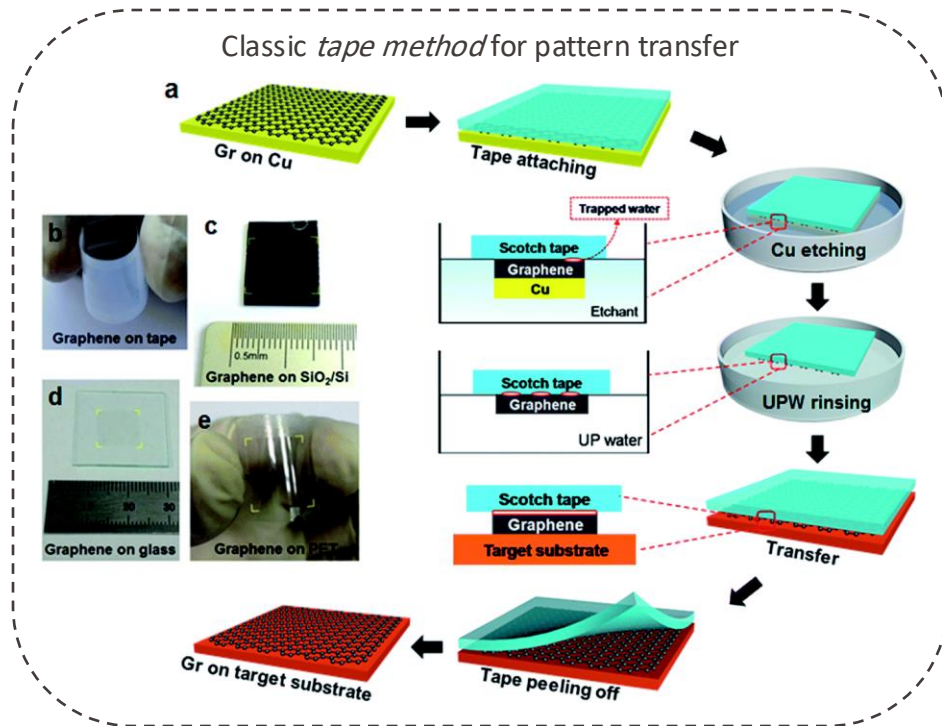 Classic tape method for pattern transfer
a
Gr on Cu
Tape attaching
Trapped water
Scotch tape
Graphene
Cu
Etchant
Cu etching
b
Graphene on tape
c
0.5mm
Graphene on SiO₂/Si
Scotch tape
Graphene
UP water
UPW rinsing
d
20
30
Graphene on glass
e
Graphene on PET
Scotch tape
Graphene
Target substrate
Transfer
Gr on target substrate
Tape peeling off